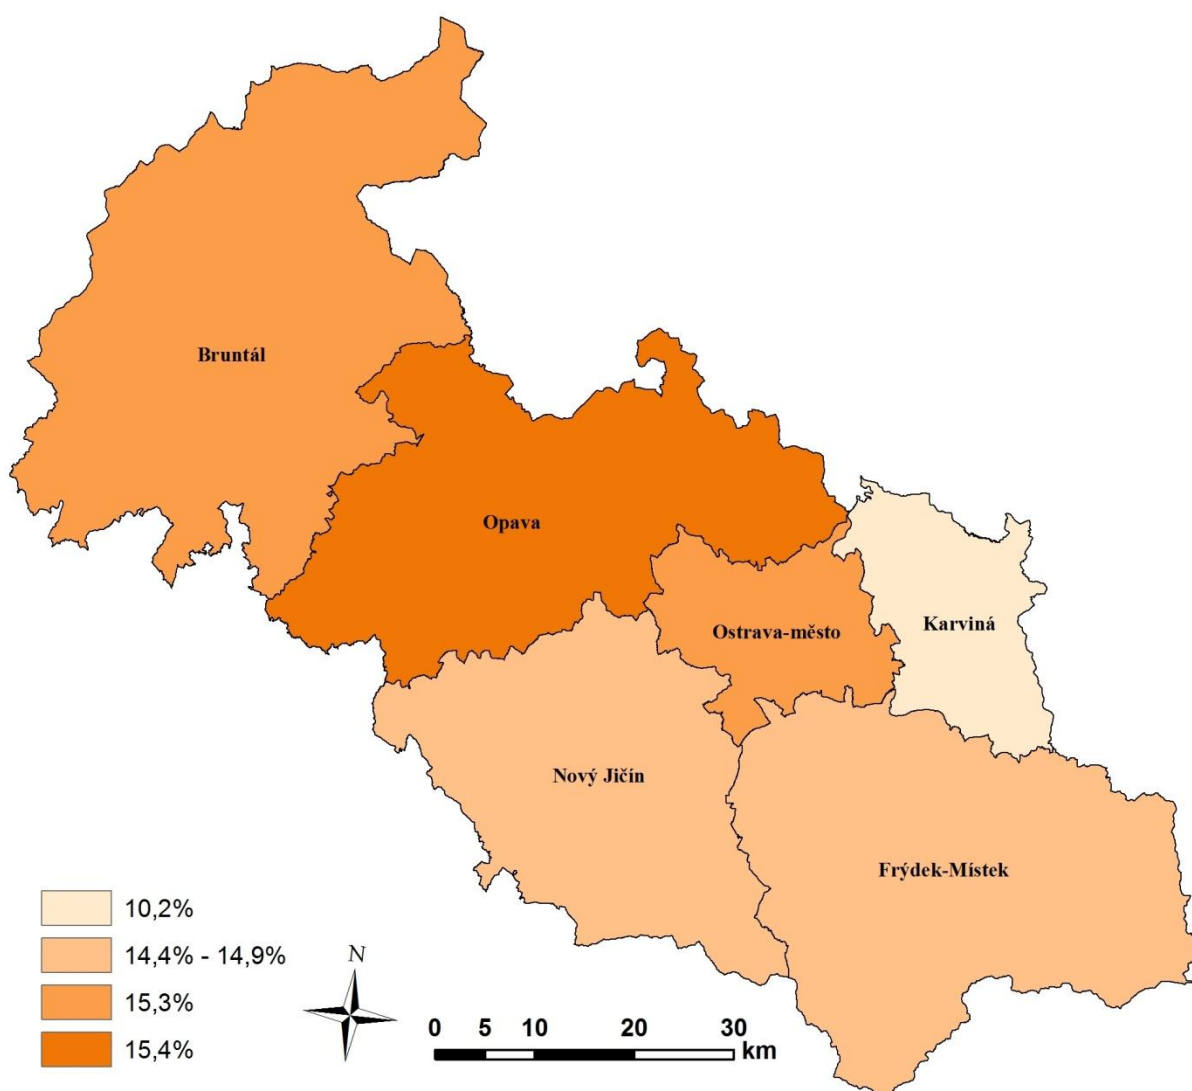 Bruntál
Opava
Ostrava-město
Karviná
Nový Jičín
Frýdek-Místek
10,2%
14,4% - 14,9%
15,3%
15,4%
N
0 5 10 20 30
km